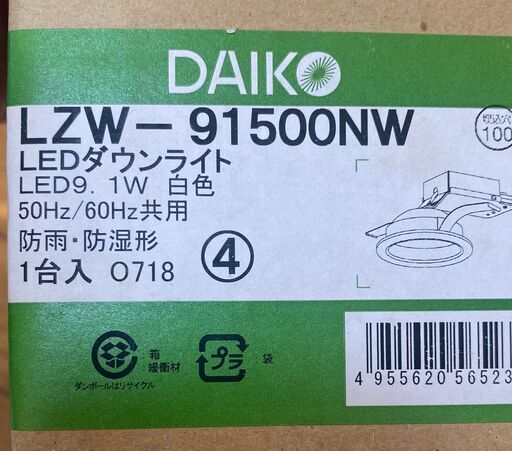 DAIKO
LZW-91500NW
切込穴
100
LEDダウンライト
LED9.1W 白色
50Hz/60Hz共用
防雨・防湿形
1台入 0718 ④
箱
緩衝材
ダンボールはリサイクル
プラ
袋
4 955620 56523